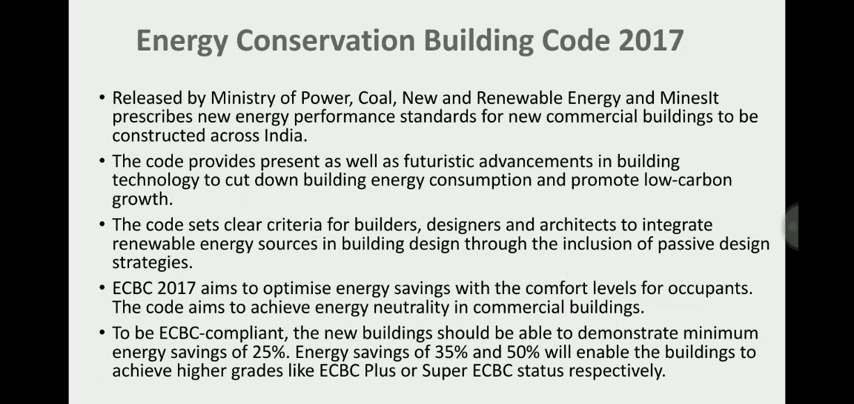 Energy Conservation Building Code 2017
• Released by Ministry of Power, Coal, New and Renewable Energy and MinesIt
prescribes new energy performance standards for new commercial buildings to be
constructed across India.
• The code provides present as well as futuristic advancements in building
technology to cut down building energy consumption and promote low-carbon
growth.
• The code sets clear criteria for builders, designers and architects to integrate
renewable energy sources in building design through the inclusion of passive design
strategies.
• ECBC 2017 aims to optimise energy savings with the comfort levels for occupants.
The code aims to achieve energy neutrality in commercial buildings.
• To be ECBC-compliant, the new buildings should be able to demonstrate minimum
energy savings of 25%. Energy savings of 35% and 50% will enable the buildings to
achieve higher grades like ECBC Plus or Super ECBC status respectively.